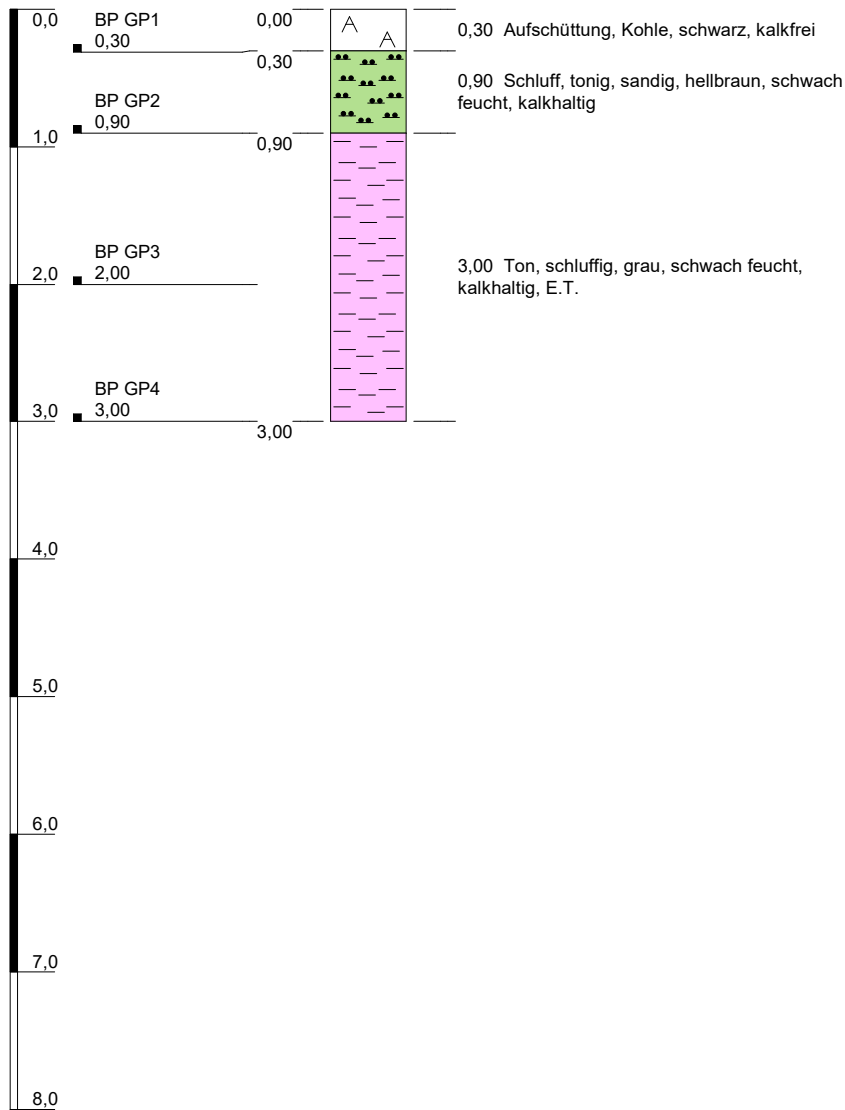 0,0
BP GP1
0,30
0,00
0,30
A
A
0,30 Aufschüttung, Kohle, schwarz, kalkfrei
BP GP2
0,90
0,90
0,90 Schluff, tonig, sandig, hellbraun, schwach
feucht, kalkhaltig
1,0
BP GP3
2,00
2,0
3,00 Ton, schluffig, grau, schwach feucht,
kalkhaltig, E.T.
BP GP4
3,00
3,0
3,00
4,0
5,0
6,0
7,0
8,0